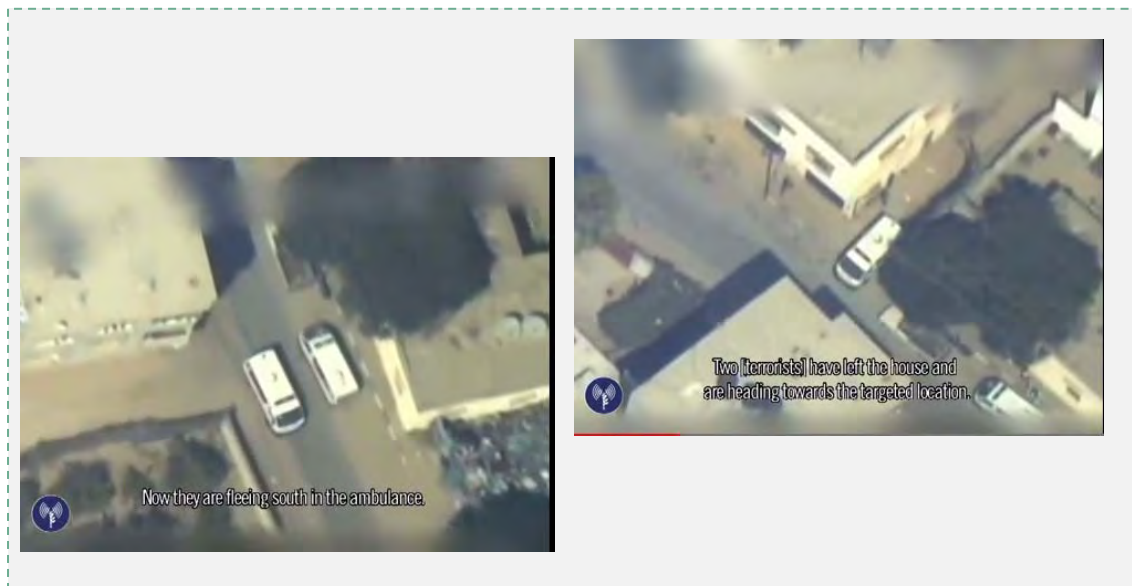 Now they are fleeing south in the ambulance.
Two [terrorists] have left the house and
are heading towards the targeted location.